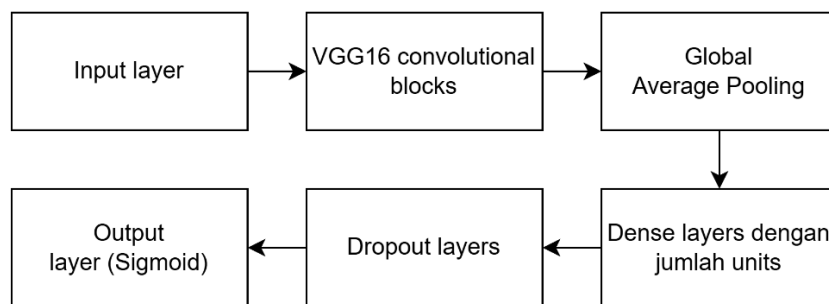 Input layer
VGG16 convolutional
blocks
Global
Average Pooling
Dense layers dengan
jumlah units
Dropout layers
Output
layer (Sigmoid)